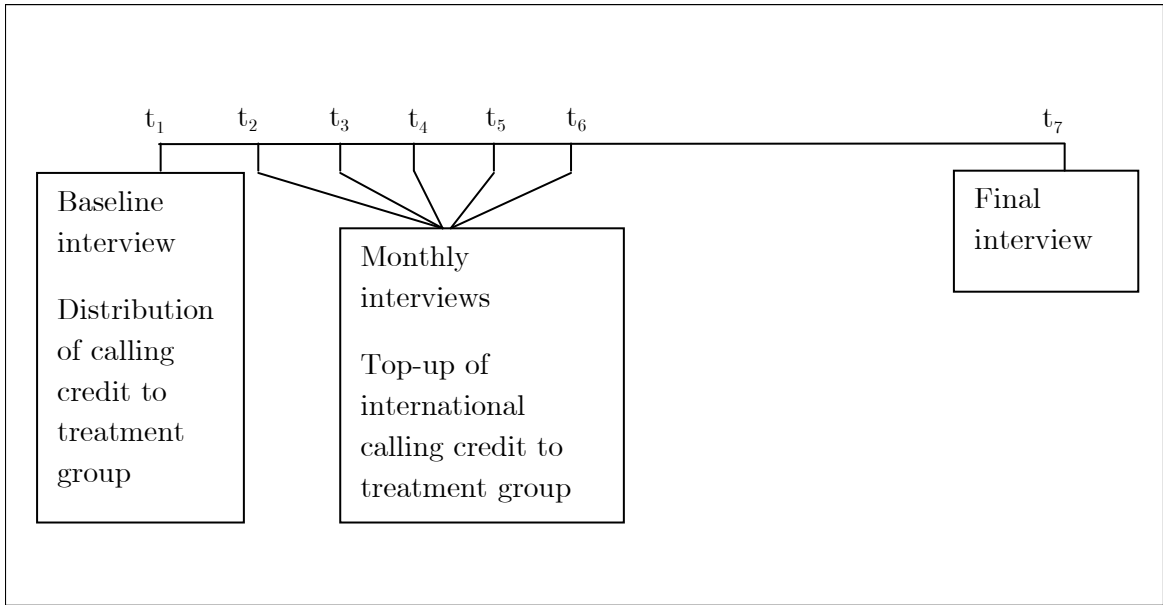 t₁ t₂ t₃ t₄ t₅ t₆ t₇
Baseline
interview
Distribution
of calling
credit to
treatment
group
Monthly
interviews
Top-up of
international
calling credit to
treatment group
Final
interview